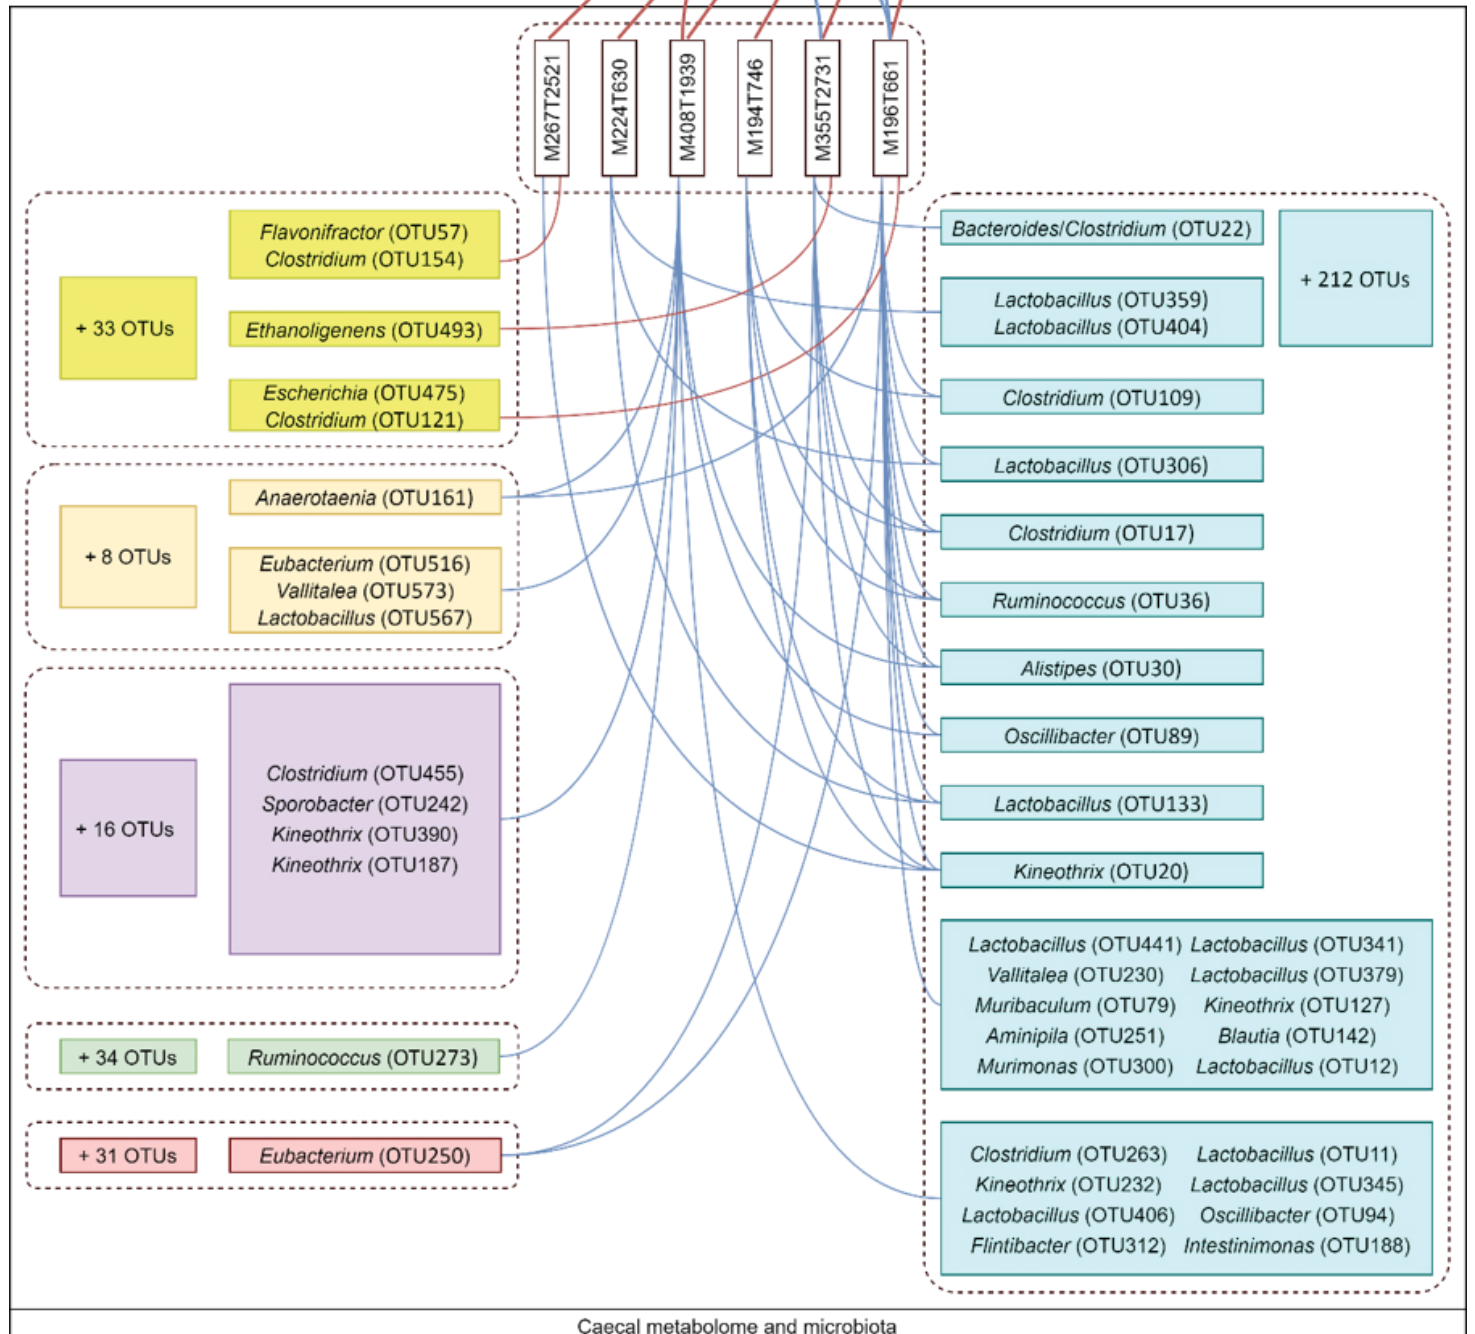 M267T2521
M224T630
M408T1939
M194T746
M355T2731
M196T661
+ 33 OTUs
Flavonifractor (OTU57)
Clostridium (OTU154)
Ethanoligenens (OTU493)
Escherichia (OTU475)
Clostridium (OTU121)
+ 8 OTUs
Anaerotaenia (OTU161)
Eubacterium (OTU516)
Vallitalea (OTU573)
Lactobacillus (OTU567)
+ 16 OTUs
Clostridium (OTU455)
Sporobacter (OTU242)
Kineothrix (OTU390)
Kineothrix (OTU187)
+ 34 OTUs
Ruminococcus (OTU273)
+ 31 OTUs
Eubacterium (OTU250)
Bacteroides/Clostridium (OTU22)
+ 212 OTUs
Lactobacillus (OTU359)
Lactobacillus (OTU404)
Clostridium (OTU109)
Lactobacillus (OTU306)
Clostridium (OTU17)
Ruminococcus (OTU36)
Alistipes (OTU30)
Oscillibacter (OTU89)
Lactobacillus (OTU133)
Kineothrix (OTU20)
Lactobacillus (OTU441) Lactobacillus (OTU341)
Vallitalea (OTU230) Lactobacillus (OTU379)
Muribaculum (OTU79) Kineothrix (OTU127)
Aminipila (OTU251) Blautia (OTU142)
Murimonas (OTU300) Lactobacillus (OTU12)
Clostridium (OTU263) Lactobacillus (OTU11)
Kineothrix (OTU232) Lactobacillus (OTU345)
Lactobacillus (OTU406) Oscillibacter (OTU94)
Flintibacter (OTU312) Intestinimonas (OTU188)
Caecal metabolome and microbiota